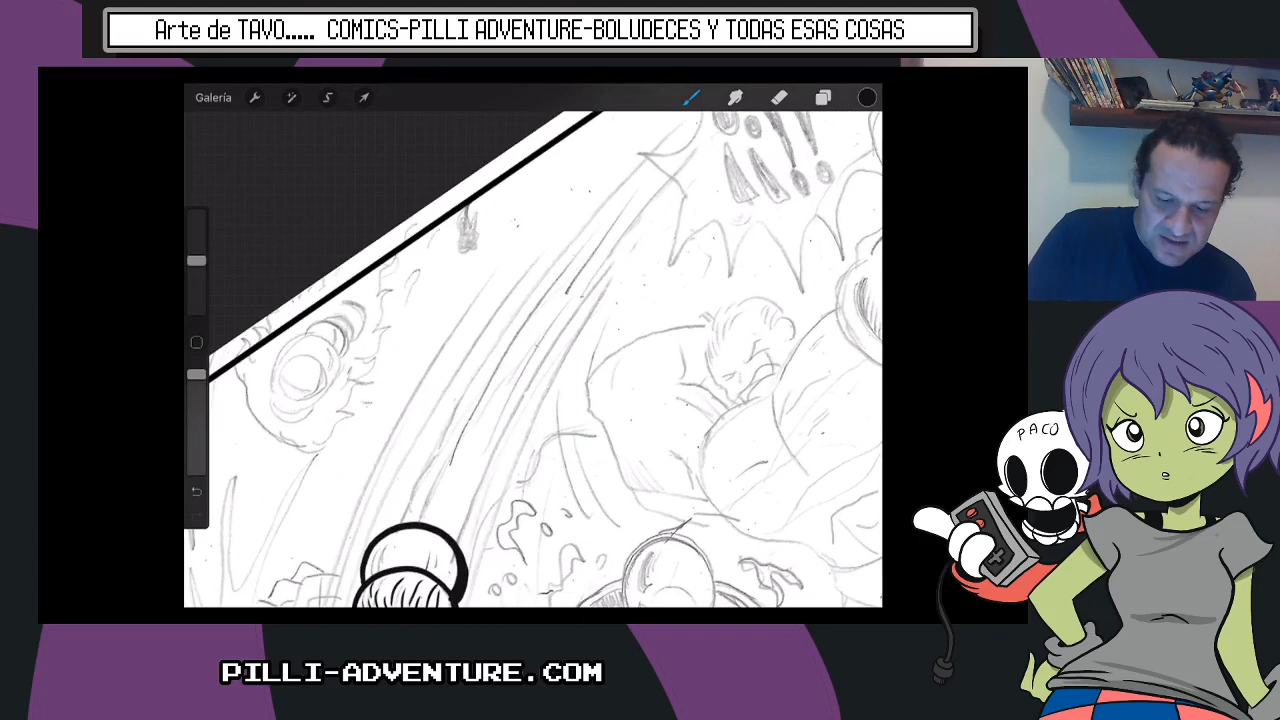 Arte de TAVO..... COMICS-PILLI ADVENTURE-BOLUDECES Y TODAS ESAS COSAS
Galería
!!
PACO
PILLI-ADVENTURE.COM